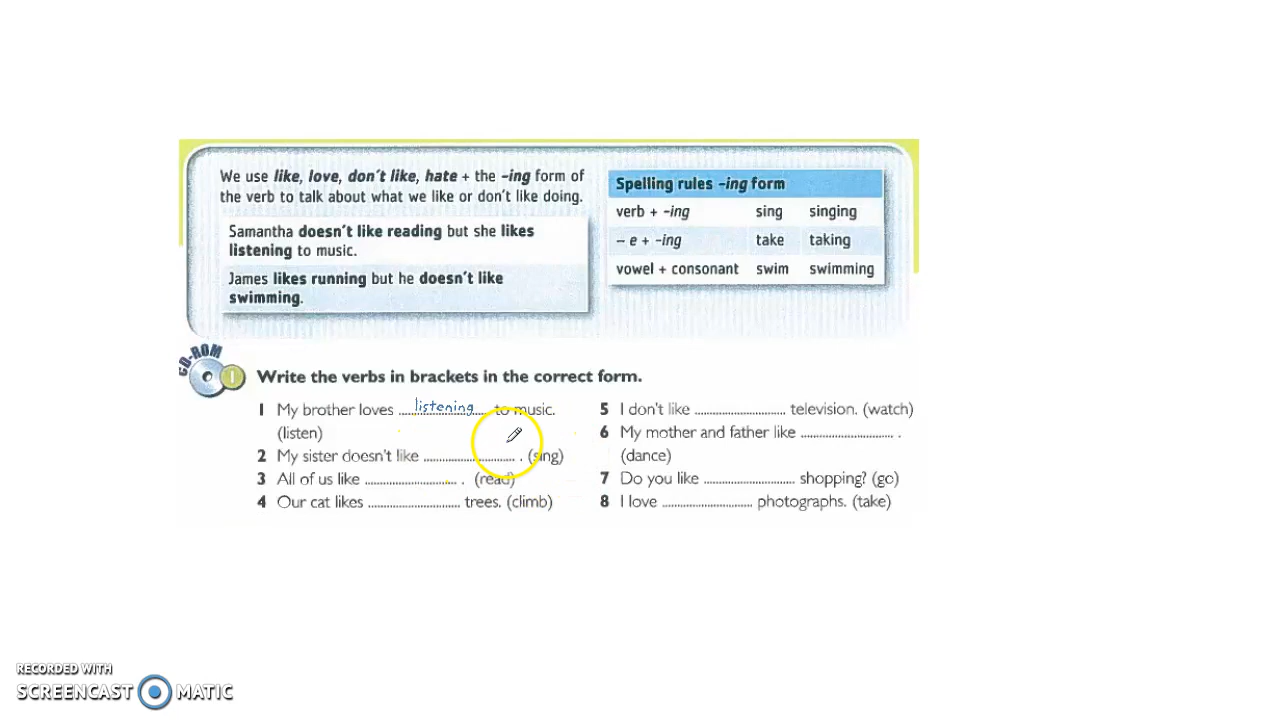 We use like, love, don't like, hate + the -ing form of
the verb to talk about what we like or don't like doing.
Samantha doesn't like reading but she likes
listening to music.
James likes running but he doesn't like
swimming.
Spelling rules -ing form
verb + -ing sing singing
– e + -ing take taking
vowel + consonant swim swimming
CD-ROM
1
Write the verbs in brackets in the correct form.
1 My brother loves listening to music.
(listen)
2 My sister doesn't like .............................. . (sing)
3 All of us like .............................. . (read)
4 Our cat likes .............................. trees. (climb)
5 I don't like .............................. television. (watch)
6 My mother and father like .............................. .
(dance)
7 Do you like .............................. shopping? (go)
8 I love .............................. photographs. (take)
RECORDED WITH
SCREENCAST MATIC